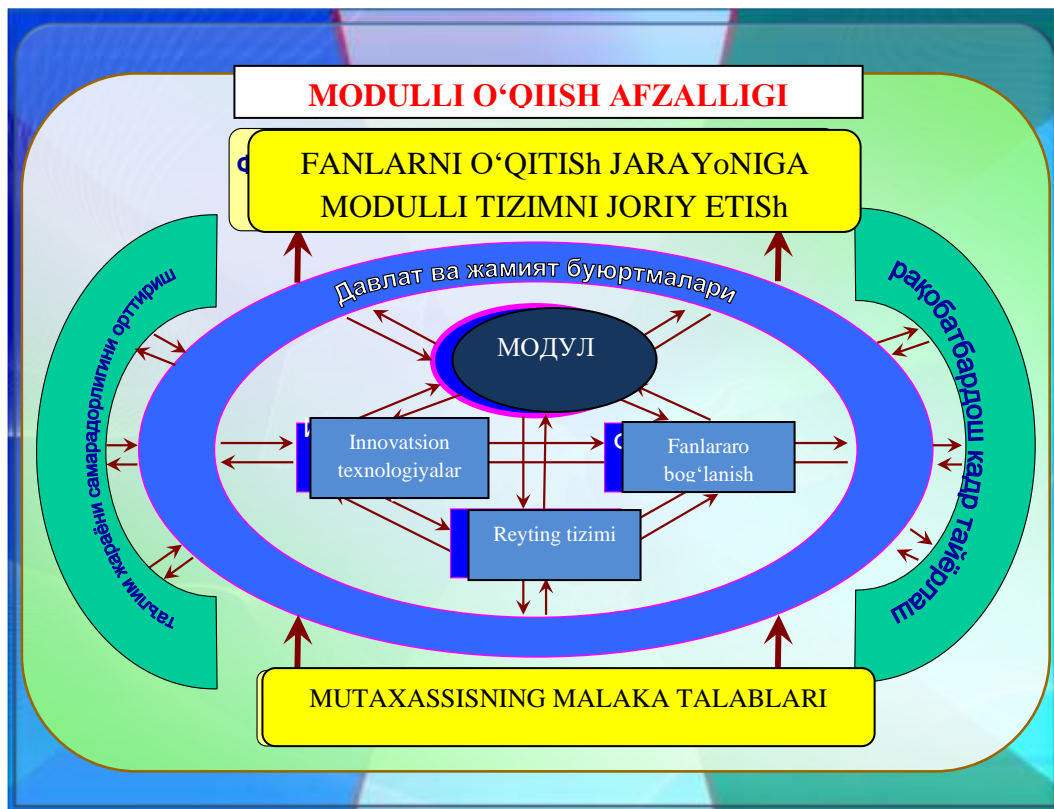 MODULLI O‘QIISH AFZALLIGI
FANLARNI O‘QITISh JARAYoNIGA
MODULLI TIZIMNI JORIY ETISh
Давлат ва жамият буюртмалари
таълим жараёни самарадорлигини орттириш
рақобатбардош кадр тайёрлаш
МОДУЛ
Innovatsion
texnologiyalar
Fanlararo
bog‘lanish
Reyting tizimi
MUTAXASSISNING MALAKA TALABLARI